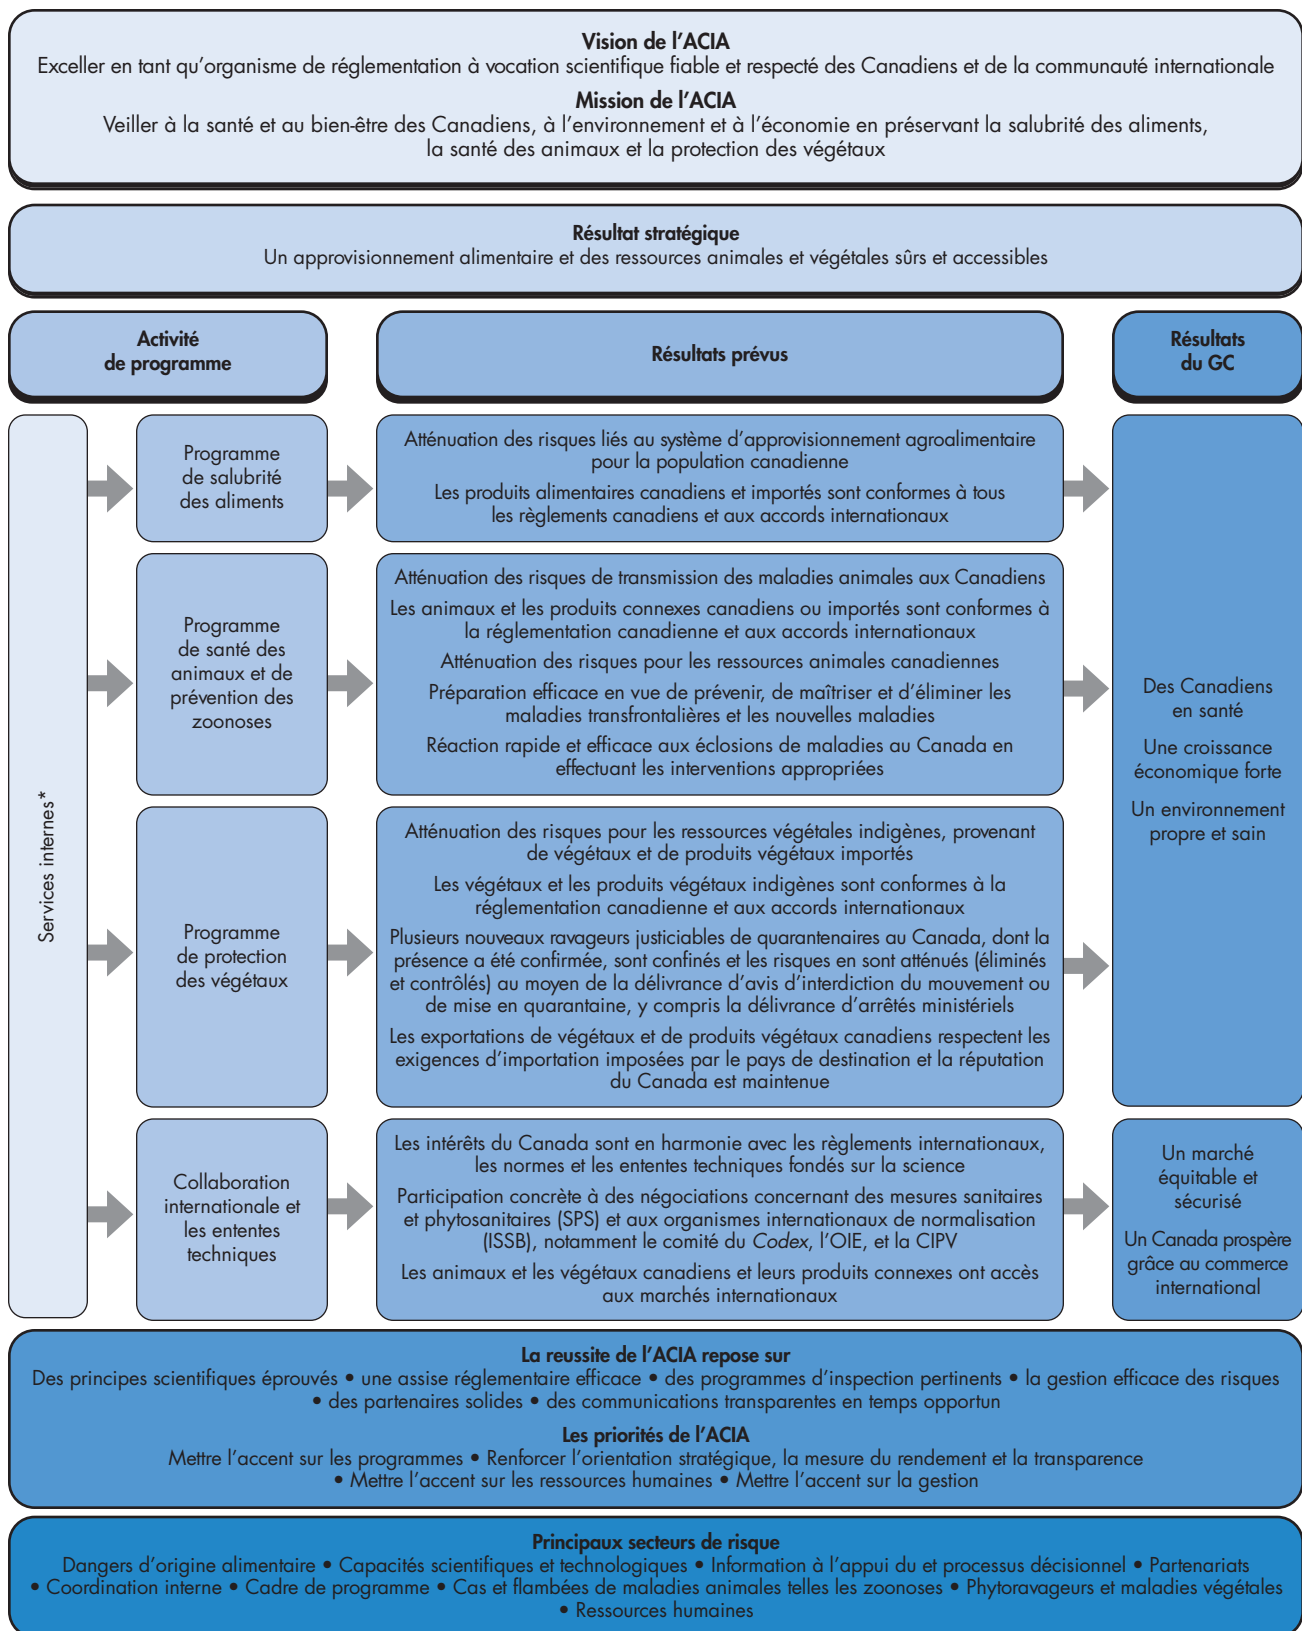 Vision de l'ACIA
Exceller en tant qu'organisme de réglementation à vocation scientifique fiable et respecté des Canadiens et de la communauté internationale
Mission de l'ACIA
Veiller à la santé et au bien-être des Canadiens, à l'environnement et à l'économie en préservant la salubrité des aliments,
la santé des animaux et la protection des végétaux
Résultat stratégique
Un approvisionnement alimentaire et des ressources animales et végétales sûrs et accessibles
Activité
de programme
Résultats prévus
Résultats
du GC
Services internes*
Programme
de salubrité
des aliments
Atténuation des risques liés au système d'approvisionnement agroalimentaire
pour la population canadienne
Les produits alimentaires canadiens et importés sont conformes à tous
les règlements canadiens et aux accords internationaux
Programme
de santé des
animaux et de
prévention des
zoonoses
Atténuation des risques de transmission des maladies animales aux Canadiens
Les animaux et les produits connexes canadiens ou importés sont conformes à
la réglementation canadienne et aux accords internationaux
Atténuation des risques pour les ressources animales canadiennes
Préparation efficace en vue de prévenir, de maîtriser et d'éliminer les
maladies transfrontalières et les nouvelles maladies
Réaction rapide et efficace aux éclosions de maladies au Canada en
effectuant les interventions appropriées
Programme
de protection
des végétaux
Atténuation des risques pour les ressources végétales indigènes, provenant
de végétaux et de produits végétaux importés
Les végétaux et les produits végétaux indigènes sont conformes à la
réglementation canadienne et aux accords internationaux
Plusieurs nouveaux ravageurs justiciables de quarantenaires au Canada, dont la
présence a été confirmée, sont confinés et les risques en sont atténués (éliminés
et contrôlés) au moyen de la délivrance d'avis d'interdiction du mouvement ou
de mise en quarantaine, y compris la délivrance d'arrêtés ministériels
Les exportations de végétaux et de produits végétaux canadiens respectent les
exigences d'importation imposées par le pays de destination et la réputation
du Canada est maintenue
Des Canadiens
en santé
Une croissance
économique forte
Un environnement
propre et sain
Collaboration
internationale et
les ententes
techniques
Les intérêts du Canada sont en harmonie avec les règlements internationaux,
les normes et les ententes techniques fondés sur la science
Participation concrète à des négociations concernant des mesures sanitaires
et phytosanitaires (SPS) et aux organismes internationaux de normalisation
(ISSB), notamment le comité du Codex, l'OIE, et la CIPV
Les animaux et les végétaux canadiens et leurs produits connexes ont accès
aux marchés internationaux
Un marché
équitable et
sécurisé
Un Canada prospère
grâce au commerce
international
La reussite de l'ACIA repose sur
Des principes scientifiques éprouvés • une assise réglementaire efficace • des programmes d'inspection pertinents • la gestion efficace des risques
• des partenaires solides • des communications transparentes en temps opportun
Les priorités de l'ACIA
Mettre l'accent sur les programmes • Renforcer l'orientation stratégique, la mesure du rendement et la transparence
• Mettre l'accent sur les ressources humaines • Mettre l'accent sur la gestion
Principaux secteurs de risque
Dangers d'origine alimentaire • Capacités scientifiques et technologiques • Information à l'appui du et processus décisionnel • Partenariats
• Coordination interne • Cadre de programme • Cas et flambées de maladies animales telles les zoonoses • Phytoravageurs et maladies végétales
• Ressources humaines